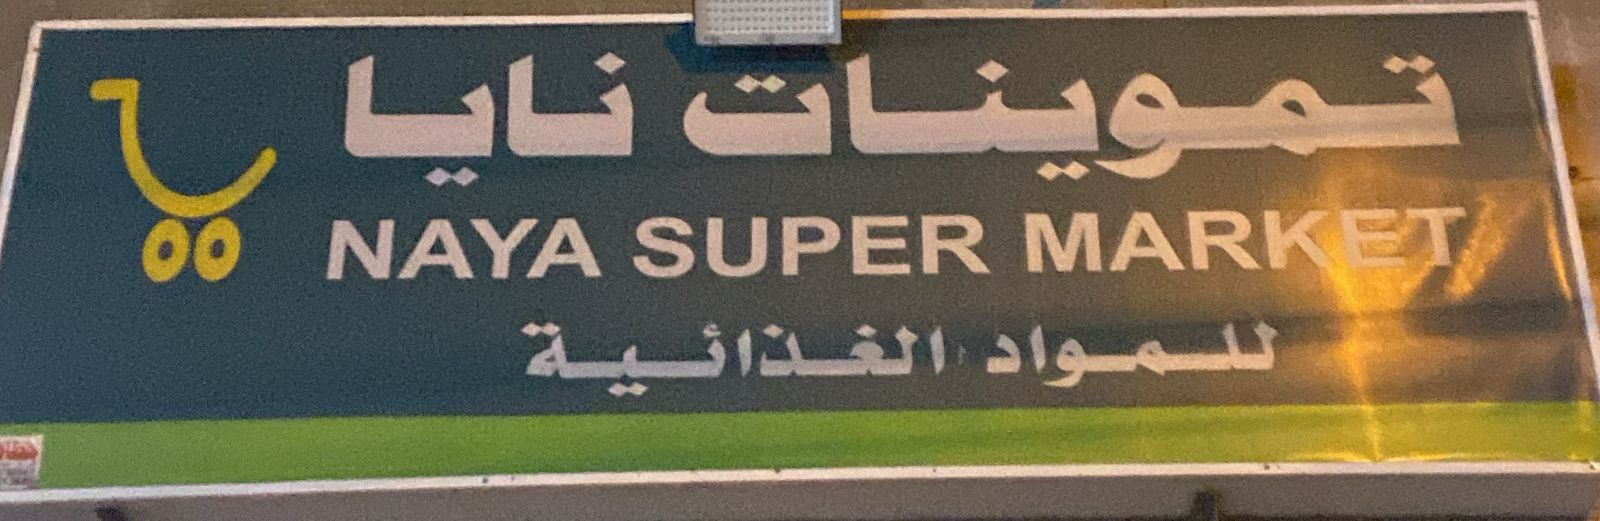 تموينات نايا
NAYA SUPER MARKET
للمواد الغذائية